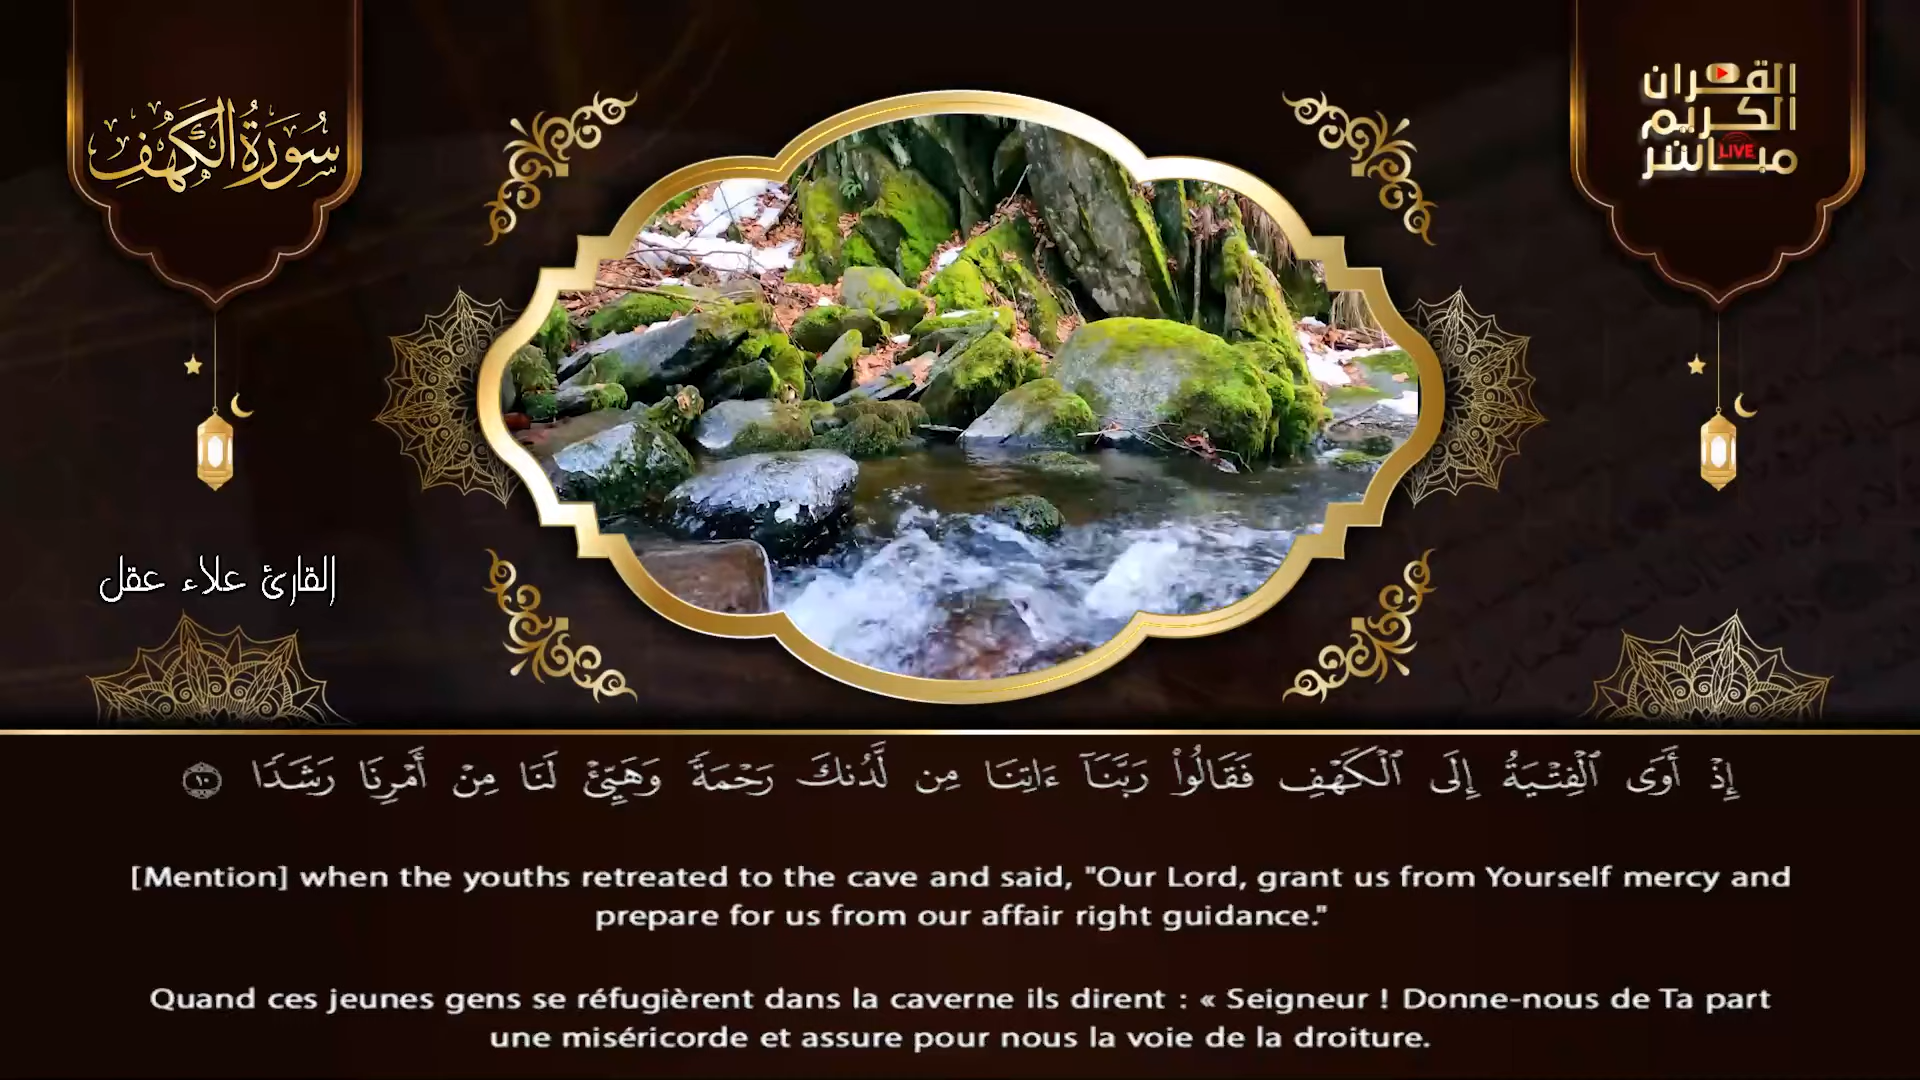 سُورَةُ الكَهْفِ
القران
الكريم
مباشر
LIVE
القارئ علاء عقل
إِذْ أَوَى ٱلْفِتْيَةُ إِلَى ٱلْكَهْفِ فَقَالُوا۟ رَبَّنَآ ءَاتِنَا مِن لَّدُنكَ رَحْمَةً وَهَيِّئْ لَنَا مِنْ أَمْرِنَا رَشَدًا ١٠
[Mention] when the youths retreated to the cave and said, "Our Lord, grant us from Yourself mercy and
prepare for us from our affair right guidance."
Quand ces jeunes gens se réfugièrent dans la caverne ils dirent : « Seigneur ! Donne-nous de Ta part
une miséricorde et assure pour nous la voie de la droiture.